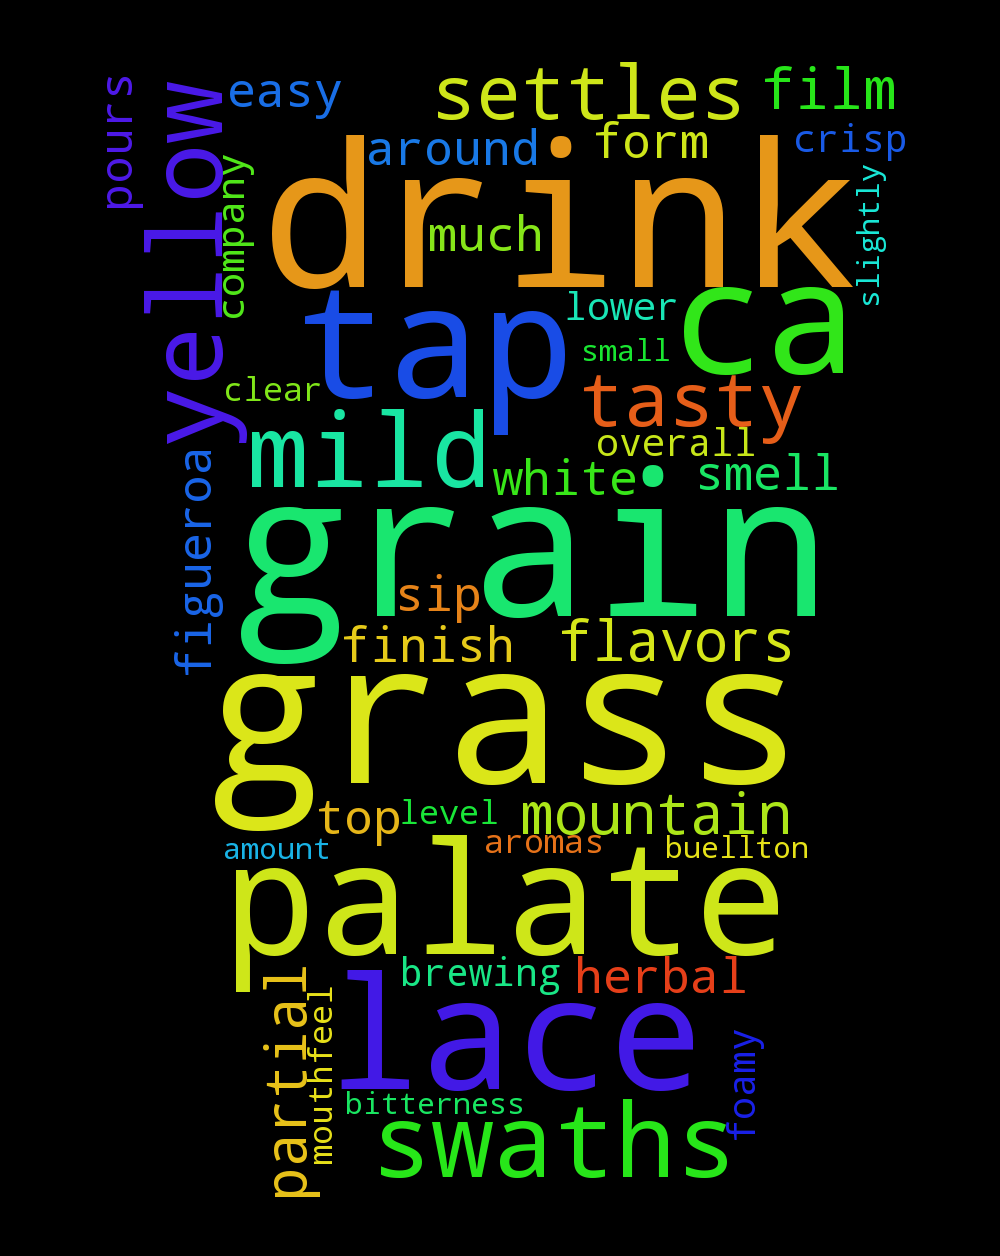 pours
yellow
easy
settles
film
around
form
crisp
company
drink
much
slightly
tap
lower
ca
small
clear
tasty
mild
overall
white
smell
figueroa
grain
sip
finish
flavors
grass
top
level
mountain
amount
aromas
buellton
palate
brewing
herbal
partial
mouthfeel
lace
foamy
bitterness
swaths